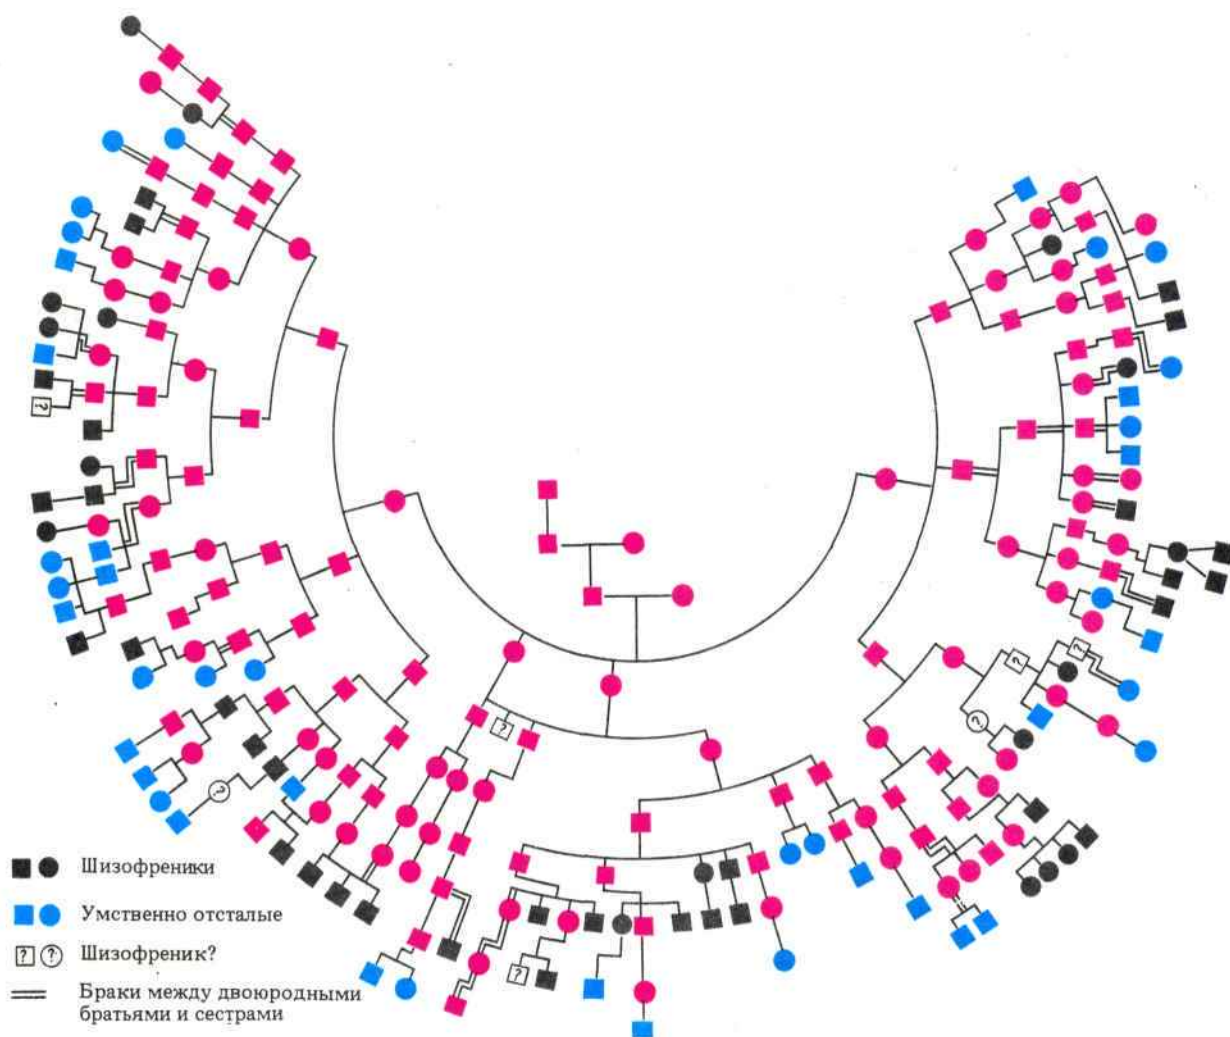 Шизофреники
Умственно отсталые
? ? Шизофреник?
Браки между двоюродными
братьями и сестрами
?
?
?
?
?
?
?